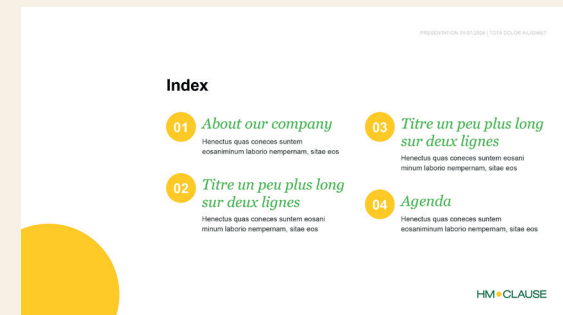 Index
01
About our company
Henectus quas coneces suntem
eosaniminum laborio nempernam, sitae eos
02
Titre un peu plus long
sur deux lignes
Henectus quas coneces suntem eosani
minum laborio nempernam, sitae eos
03
Titre un peu plus long
sur deux lignes
Henectus quas coneces suntem eosani
minum laborio nempernam, sitae eos
04
Agenda
Henectus quas coneces suntem
eosaniminum laborio nempernam, sitae eos
HM CLAUSE